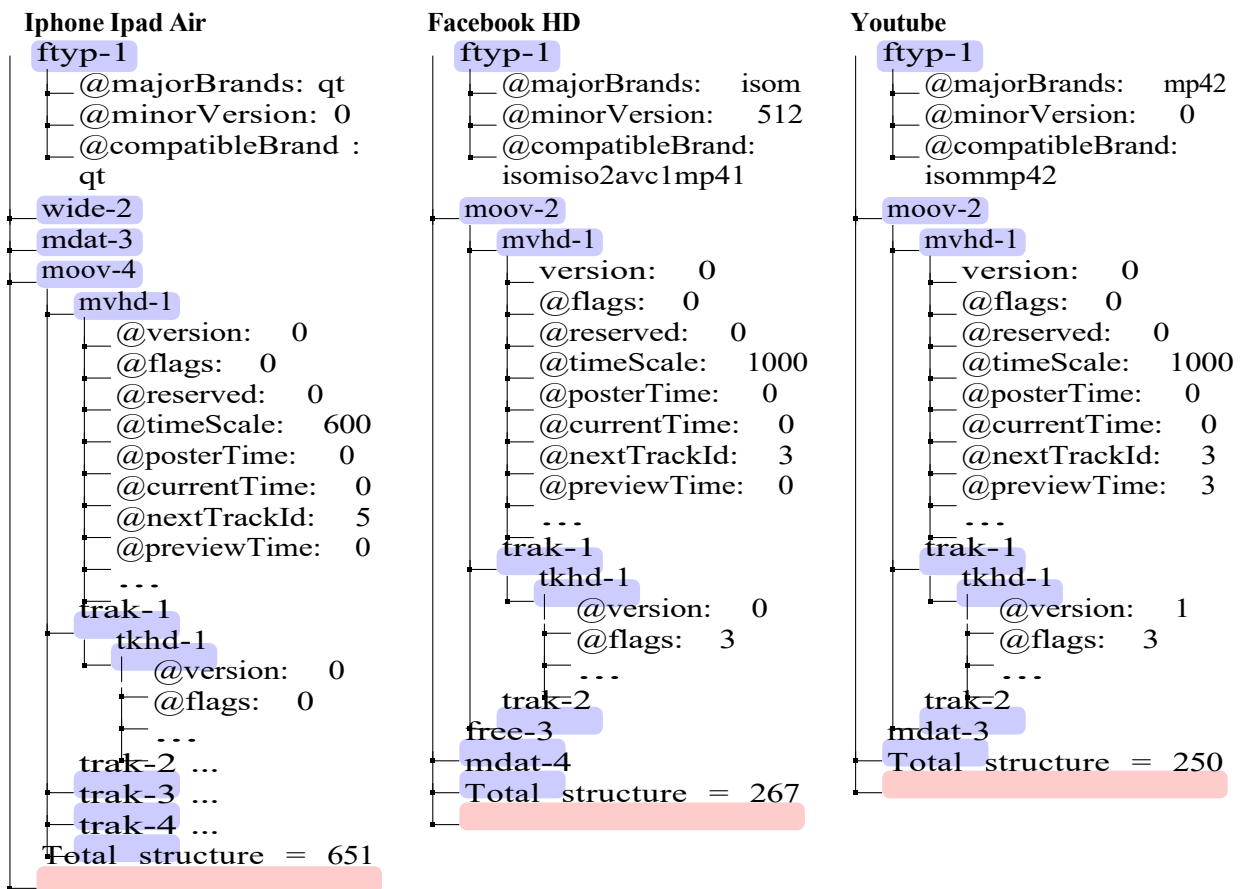 Iphone Ipad Air
ftyp-1
@majorBrands: qt
@minorVersion: 0
@compatibleBrand :
qt
wide-2
mdat-3
moov-4
mvhd-1
@version: 0
@flags: 0
@reserved: 0
@timeScale: 600
@posterTime: 0
@currentTime: 0
@nextTrackId: 5
@previewTime: 0
...
trak-1
tkhd-1
@version: 0
@flags: 0
...
trak-2 ...
trak-3 ...
trak-4 ...
Total structure = 651
Facebook HD
ftyp-1
@majorBrands: isom
@minorVersion: 512
@compatibleBrand:
isomiso2avc1mp41
moov-2
mvhd-1
version: 0
@flags: 0
@reserved: 0
@timeScale: 1000
@posterTime: 0
@currentTime: 0
@nextTrackId: 3
@previewTime: 0
...
trak-1
tkhd-1
@version: 0
@flags: 3
...
trak-2
free-3
mdat-4
Total structure = 267
Youtube
ftyp-1
@majorBrands: mp42
@minorVersion: 0
@compatibleBrand:
isommp42
moov-2
mvhd-1
version: 0
@flags: 0
@reserved: 0
@timeScale: 1000
@posterTime: 0
@currentTime: 0
@nextTrackId: 3
@previewTime: 3
...
trak-1
tkhd-1
@version: 1
@flags: 3
...
trak-2
mdat-3
Total structure = 250